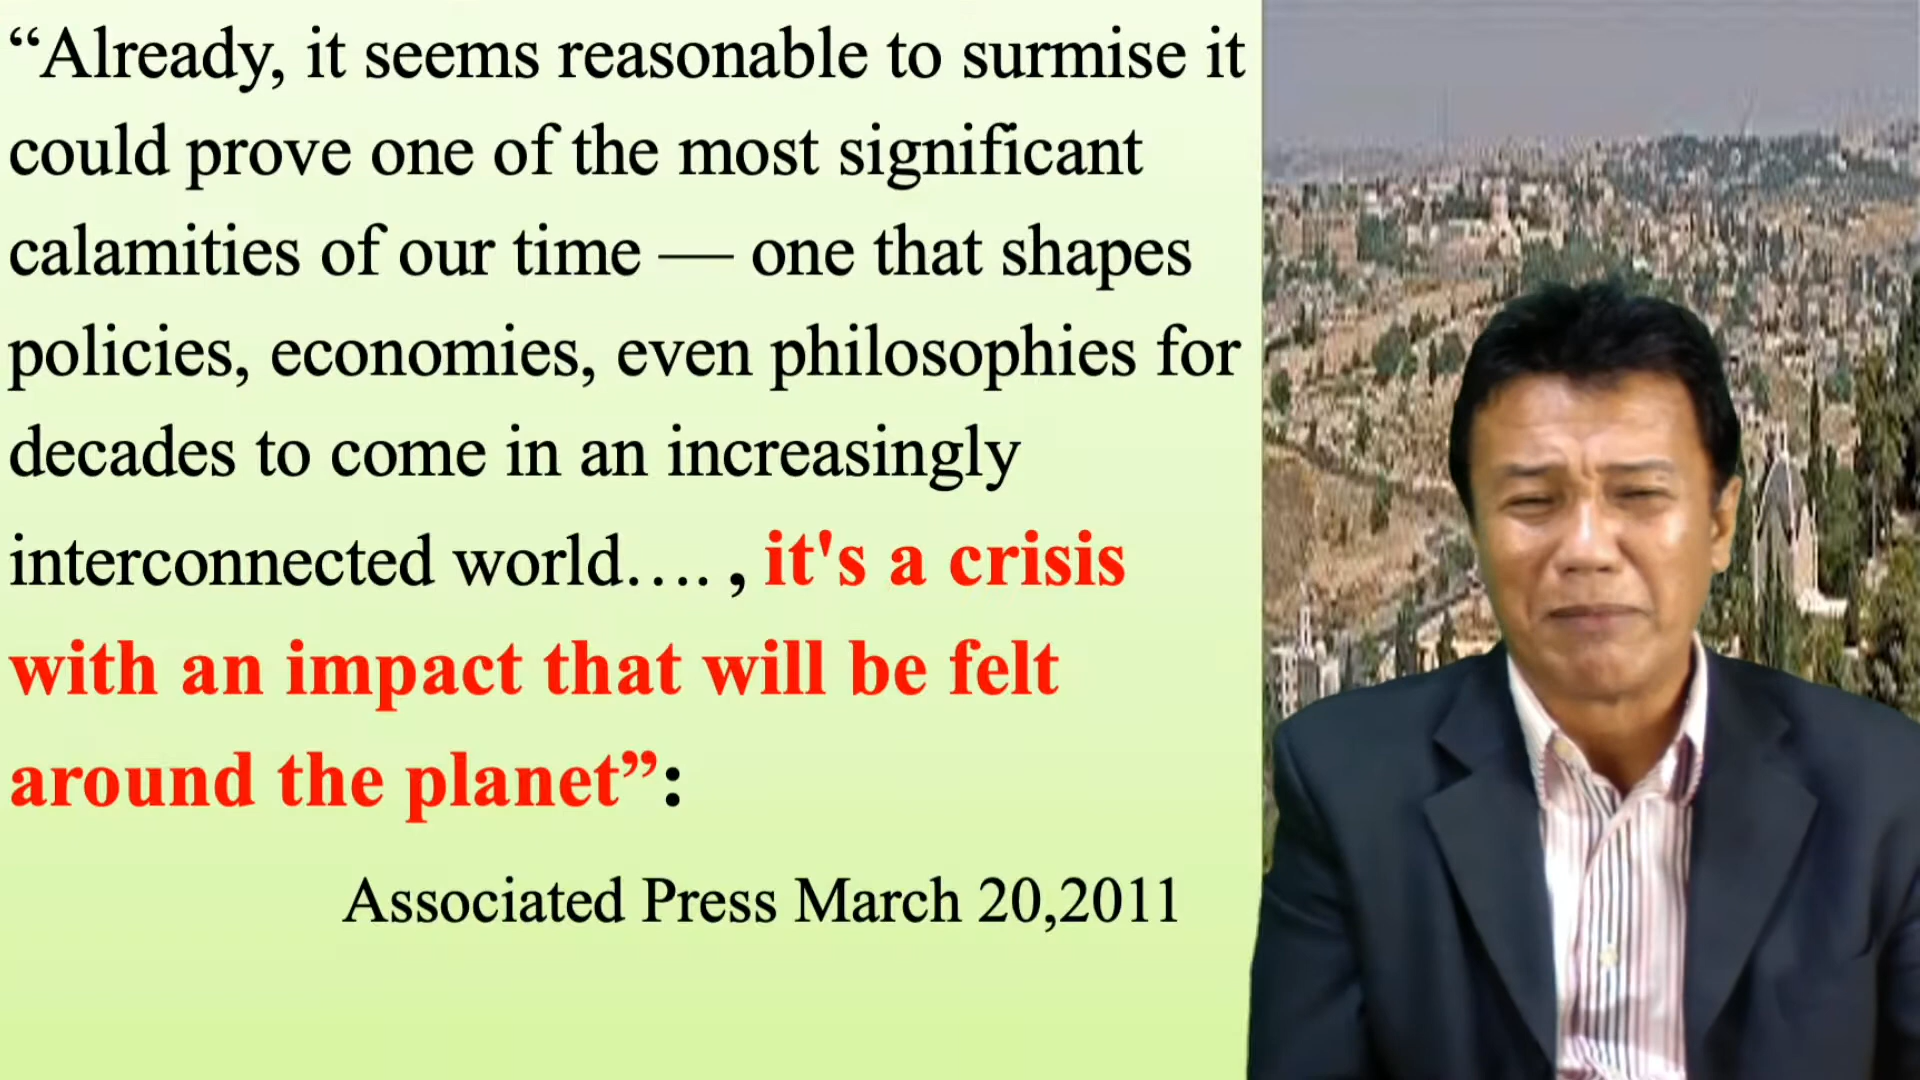 “Already, it seems reasonable to surmise it
could prove one of the most significant
calamities of our time — one that shapes
policies, economies, even philosophies for
decades to come in an increasingly
interconnected world…. , it's a crisis
with an impact that will be felt
around the planet”:
Associated Press March 20,2011